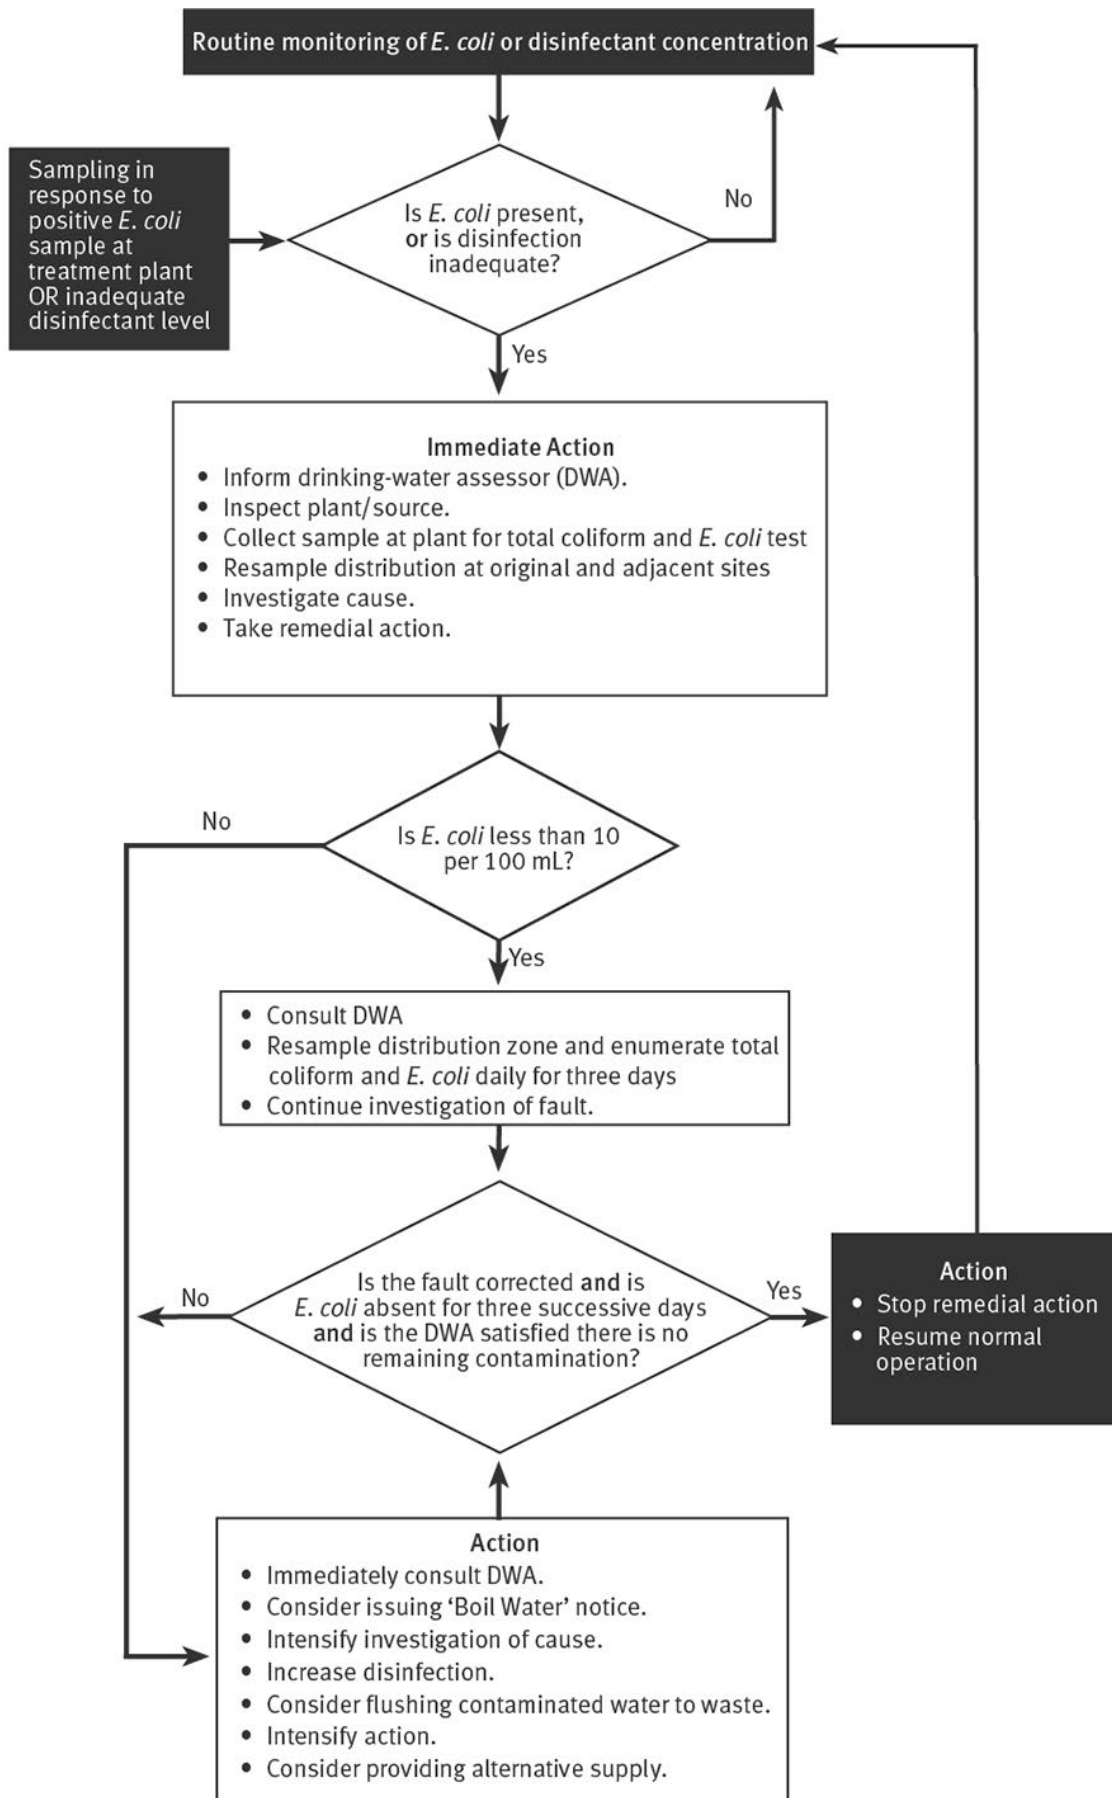 Routine monitoring of E. coli or disinfectant concentration
Sampling in
response to
positive E. coli
sample at
treatment plant
OR inadequate
disinfectant level
Is E. coli present,
or is disinfection
inadequate?
No
Yes
Immediate Action
• Inform drinking-water assessor (DWA).
• Inspect plant/source.
• Collect sample at plant for total coliform and E. coli test
• Resample distribution at original and adjacent sites
• Investigate cause.
• Take remedial action.
No
Is E. coli less than 10
per 100 mL?
Yes
• Consult DWA
• Resample distribution zone and enumerate total
coliform and E. coli daily for three days
• Continue investigation of fault.
No
Is the fault corrected and is
E. coli absent for three successive days
and is the DWA satisfied there is no
remaining contamination?
Yes
Action
• Stop remedial action
• Resume normal
operation
Action
• Immediately consult DWA.
• Consider issuing ‘Boil Water’ notice.
• Intensify investigation of cause.
• Increase disinfection.
• Consider flushing contaminated water to waste.
• Intensify action.
• Consider providing alternative supply.